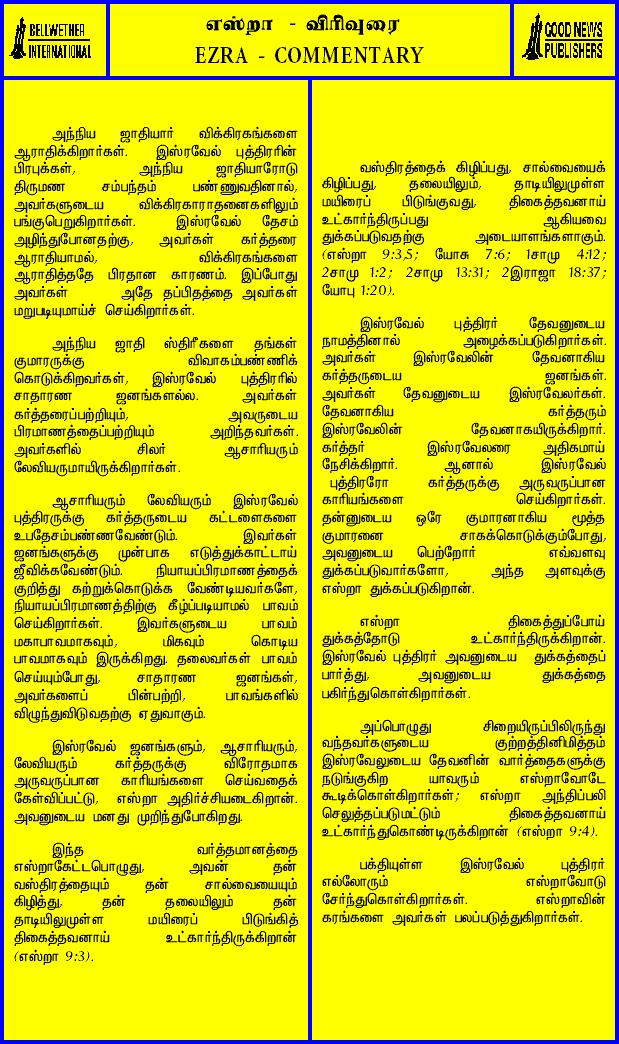 BELLWETHER
INTERNATIONAL
எஸ்றா - விரிவுரை
EZRA - COMMENTARY
GOOD NEWS
PUBLISHERS
அந்நிய ஜாதியார் விக்கிரகங்களை
ஆராதிக்கிறார்கள். இஸ்ரவேல் புத்திரரின்
பிரபுக்கள், அந்நிய ஜாதியாரோடு
திருமண சம்பந்தம் பண்ணுவதினால்,
அவர்களுடைய விக்கிரகாராதனைகளிலும்
பங்குபெறுகிறார்கள். இஸ்ரவேல் தேசம்
அழிந்துபோனதற்கு, அவர்கள் கர்த்தரை
ஆராதியாமல், விக்கிரகங்களை
ஆராதித்ததே பிரதான காரணம். இப்போது
அவர்கள் அதே தப்பிதத்தை அவர்கள்
மறுபடியுமாய்ச் செய்கிறார்கள்.
அந்நிய ஜாதி ஸ்திரீகளை தங்கள்
குமாரருக்கு விவாகம்பண்ணிக்
கொடுக்கிறவர்கள், இஸ்ரவேல் புத்திரரில்
சாதாரண ஜனங்களல்ல. அவர்கள்
கர்த்தரைப்பற்றியும், அவருடைய
பிரமாணத்தைப்பற்றியும் அறிந்தவர்கள்.
அவர்களில் சிலர் ஆசாரியரும்
லேவியருமாயிருக்கிறார்கள்.
ஆசாரியரும் லேவியரும் இஸ்ரவேல்
புத்திரருக்கு கர்த்தருடைய கட்டளைகளை
உபதேசம்பண்ணவேண்டும். இவர்கள்
ஜனங்களுக்கு முன்பாக எடுத்துக்காட்டாய்
ஜீவிக்கவேண்டும். நியாயப்பிரமாணத்தைக்
குறித்து கற்றுக்கொடுக்க வேண்டியவர்களே,
நியாயப்பிரமாணத்திற்கு கீழ்ப்படியாமல் பாவம்
செய்கிறார்கள். இவர்களுடைய பாவம்
மகாபாவமாகவும், மிகவும் கொடிய
பாவமாகவும் இருக்கிறது. தலைவர்கள் பாவம்
செய்யும்போது, சாதாரண ஜனங்கள்,
அவர்களைப் பின்பற்றி, பாவங்களில்
விழுந்துவிடுவதற்கு ஏதுவாகும்.
இஸ்ரவேல் ஜனங்களும், ஆசாரியரும்,
லேவியரும் கர்த்தருக்கு விரோதமாக
அருவருப்பான காரியங்களை செய்வதைக்
கேள்விப்பட்டு, எஸ்றா அதிர்ச்சியடைகிறான்.
அவனுடைய மனது முறிந்துபோகிறது.
இந்த வர்த்தமானத்தை
எஸ்றாகேட்டபொழுது, அவன் தன்
வஸ்திரத்தையும் தன் சால்வையையும்
கிழித்து, தன் தலையிலும் தன்
தாடியிலுமுள்ள மயிரைப் பிடுங்கித்
திகைத்தவனாய் உட்கார்ந்திருக்கிறான்
(எஸ்றா 9:3).
வஸ்திரத்தைக் கிழிப்பது, சால்வையைக்
கிழிப்பது, தலையிலும், தாடியிலுமுள்ள
மயிரைப் பிடுங்குவது, திகைத்தவனாய்
உட்கார்ந்திருப்பது ஆகியவை
துக்கப்படுவதற்கு அடையாளங்களாகும்.
(எஸ்றா 9:3,5; யோசு 7:6; 1சாமு 4:12;
2சாமு 1:2; 2சாமு 13:31; 2இராஜா 18:37;
யோபு 1:20).
இஸ்ரவேல் புத்திரர் தேவனுடைய
நாமத்தினால் அழைக்கப்படுகிறார்கள்.
அவர்கள் இஸ்ரவேலின் தேவனாகிய
கர்த்தருடைய ஜனங்கள்.
அவர்கள் தேவனுடைய இஸ்ரவேலர்கள்.
தேவனாகிய கர்த்தரும்
இஸ்ரவேலின் தேவனாகயிருக்கிறார்.
கர்த்தர் இஸ்ரவேலரை அதிகமாய்
நேசிக்கிறார். ஆனால் இஸ்ரவேல்
புத்திரரோ கர்த்தருக்கு அருவருப்பான
காரியங்களை செய்கிறார்கள்.
தன்னுடைய ஒரே குமாரனாகிய மூத்த
குமாரனை சாகக்கொடுக்கும்போது,
அவனுடைய பெற்றோர் எவ்வளவு
துக்கப்படுவார்களோ, அந்த அளவுக்கு
எஸ்றா துக்கப்படுகிறான்.
எஸ்றா திகைத்துப்போய்
துக்கத்தோடு உட்கார்ந்திருக்கிறான்.
இஸ்ரவேல் புத்திரர் அவனுடைய துக்கத்தைப்
பார்த்து, அவனுடைய துக்கத்தை
பகிர்ந்துகொள்கிறார்கள்.
அப்பொழுது சிறையிருப்பிலிருந்து
வந்தவர்களுடைய குற்றத்தினிமித்தம்
இஸ்ரவேலுடைய தேவனின் வார்த்தைகளுக்கு
நடுங்குகிற யாவரும் எஸ்றாவோடே
கூடிக்கொள்கிறார்கள்; எஸ்றா அந்திப்பலி
செலுத்தப்படுமட்டும் திகைத்தவனாய்
உட்கார்ந்துகொண்டிருக்கிறான் (எஸ்றா 9:4).
பக்தியுள்ள இஸ்ரவேல் புத்திரர்
எல்லோரும் எஸ்றாவோடு
சேர்ந்துகொள்கிறார்கள். எஸ்றாவின்
கரங்களை அவர்கள் பலப்படுத்துகிறார்கள்.